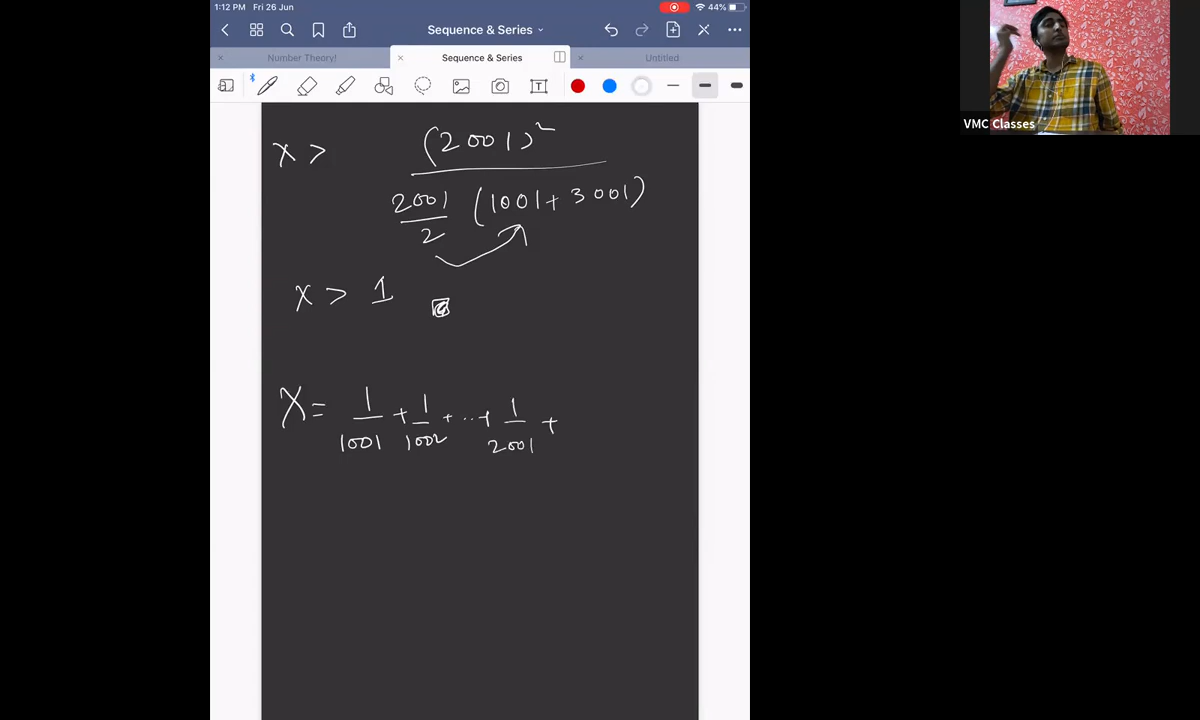 1:12 PM Fri 26 Jun
44%
Sequence & Series
Number Theory!
Sequence & Series
Untitled
T
VMC Classes
x > (2001)²
2001/2 (1001 + 3001)
x > 1
X = 1/1001 + 1/1002 + ... + 1/2001 +